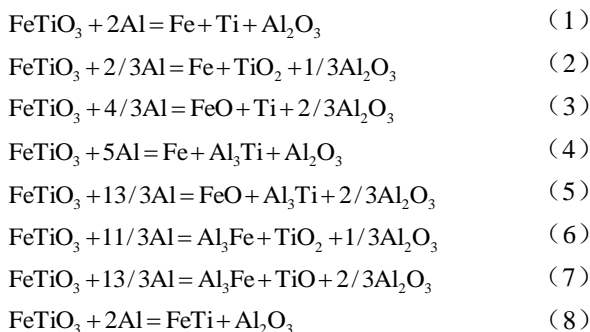 FeTiO₃ + 2Al = Fe + Ti + Al₂O₃ （1）
FeTiO₃ + 2/3Al = Fe + TiO₂ + 1/3Al₂O₃ （2）
FeTiO₃ + 4/3Al = FeO + Ti + 2/3Al₂O₃ （3）
FeTiO₃ + 5Al = Fe + Al₃Ti + Al₂O₃ （4）
FeTiO₃ + 13/3Al = FeO + Al₃Ti + 2/3Al₂O₃ （5）
FeTiO₃ + 11/3Al = Al₃Fe + TiO₂ + 1/3Al₂O₃ （6）
FeTiO₃ + 13/3Al = Al₃Fe + TiO + 2/3Al₂O₃ （7）
FeTiO₃ + 2Al = FeTi + Al₂O₃ （8）